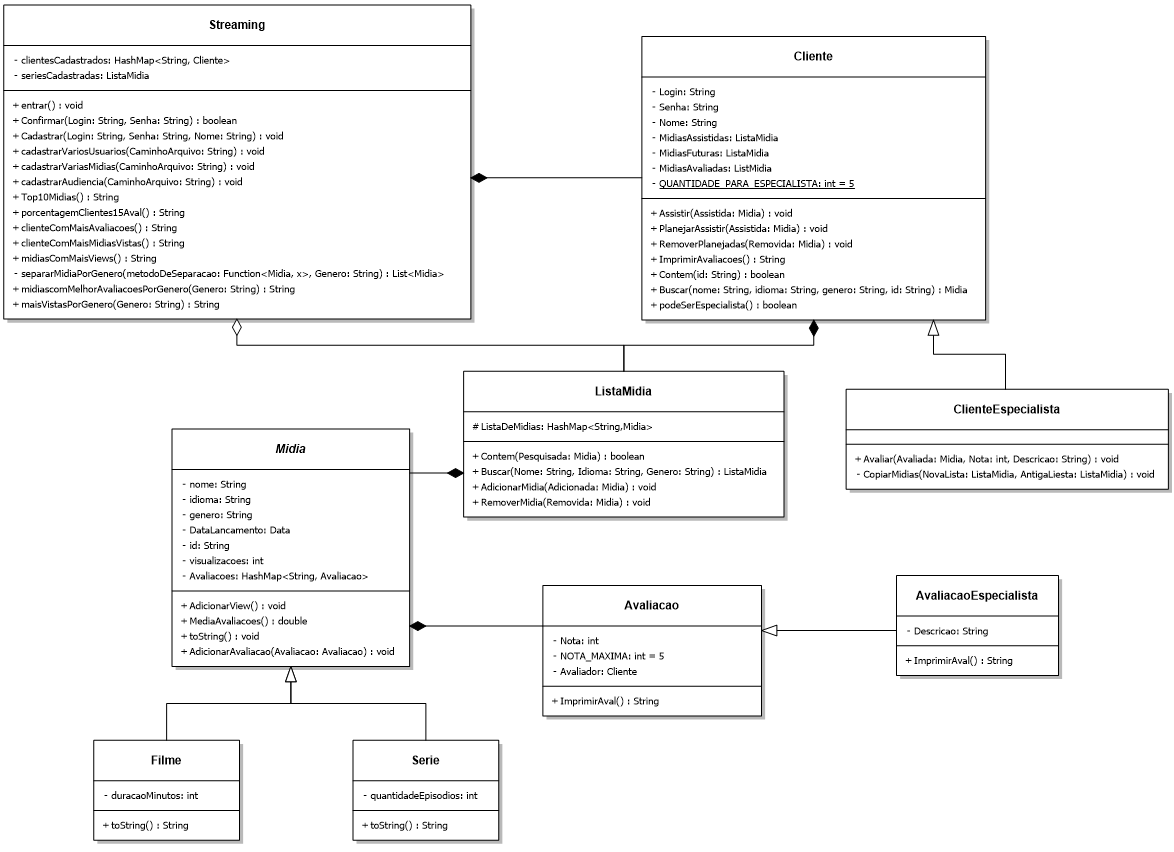 Streaming
- clientesCadastrados: HashMap<String, Cliente>
- seriesCadastradas: ListaMidia
+ entrar() : void
+ Confirmar(Login: String, Senha: String) : boolean
+ Cadastrar(Login: String, Senha: String, Nome: String) : void
+ cadastrarVariosUsuarios(CaminhoArquivo: String) : void
+ cadastrarVariasMidias(CaminhoArquivo: String) : void
+ cadastrarAudiencia(CaminhoArquivo: String) : void
+ Top10Midias() : String
+ porcentagemClientes15Aval() : String
+ clienteComMaisAvaliacoes() : String
+ clienteComMaisMidiasVistas() : String
+ midiasComMaisViews() : String
- separarMidiaPorGenero(metodoDeSeparacao: Function<Midia, x>, Genero: String) : List<Midia>
+ midiascomMelhorAvaliacoesPorGenero(Genero: String) : String
+ maisVistasPorGenero(Genero: String) : String
Cliente
- Login: String
- Senha: String
- Nome: String
- MidiasAssistidas: ListaMidia
- MidiasFuturas: ListaMidia
- MidiasAvaliadas: ListMidia
- QUANTIDADE_PARA_ESPECIALISTA: int = 5
+ Assistir(Assistida: Midia) : void
+ PlanejarAssistir(Assistida: Midia) : void
+ RemoverPlanejadas(Removida: Midia) : void
+ ImprimirAvaliacoes() : String
+ Contem(id: String) : boolean
+ Buscar(nome: String, idioma: String, genero: String, id: String) : Midia
+ podeSerEspecialista() : boolean
ListaMidia
# ListaDeMidias: HashMap<String,Midia>
+ Contem(Pesquisada: Midia) : boolean
+ Buscar(Nome: String, Idioma: String, Genero: String) : ListaMidia
+ AdicionarMidia(Adicionada: Midia) : void
+ RemoverMidia(Removida: Midia) : void
ClienteEspecialista
+ Avaliar(Avaliada: Midia, Nota: int, Descricao: String) : void
- CopiarMidias(NovaLista: ListaMidia, AntigaLiesta: ListaMidia) : void
Midia
- nome: String
- idioma: String
- genero: String
- DataLancamento: Data
- id: String
- visualizacoes: int
- Avaliacoes: HashMap<String, Avaliacao>
+ AdicionarView() : void
+ MediaAvaliacoes() : double
+ toString() : void
+ AdicionarAvaliacao(Avaliacao: Avaliacao) : void
Avaliacao
- Nota: int
- NOTA_MAXIMA: int = 5
- Avaliador: Cliente
+ ImprimirAval() : String
AvaliacaoEspecialista
- Descricao: String
+ ImprimirAval() : String
Filme
- duracaoMinutos: int
+ toString() : String
Serie
- quantidadeEpisodios: int
+ toString() : String